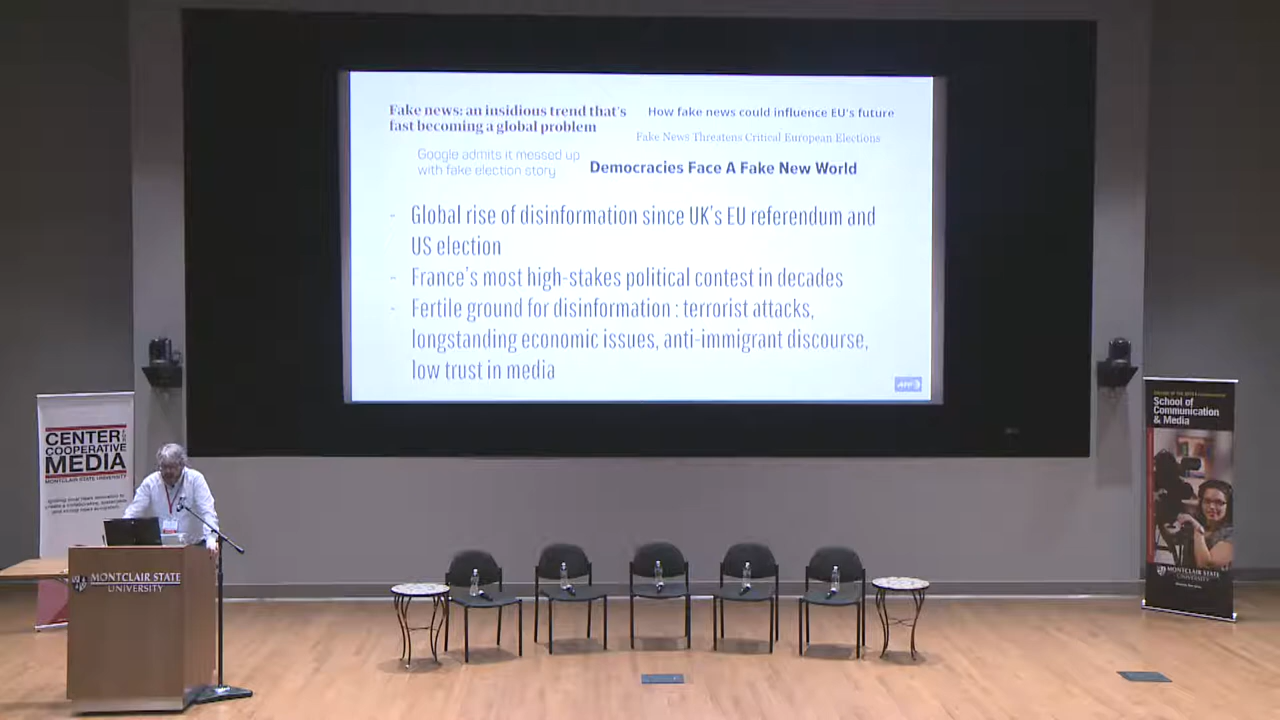 Fake news: an insidious trend that's
fast becoming a global problem
How fake news could influence EU's future
Fake News Threatens Critical European Elections
Google admits it messed up
with fake election story
Democracies Face A Fake New World
- Global rise of disinformation since UK's EU referendum and
US election
- France's most high-stakes political contest in decades
- Fertile ground for disinformation : terrorist attacks,
longstanding economic issues, anti-immigrant discourse,
low trust in media
AFP
CENTER FOR
COOPERATIVE
MEDIA
MONTCLAIR STATE UNIVERSITY
MONTCLAIR STATE
UNIVERSITY
School of
Communication
& Media
MONTCLAIR STATE
UNIVERSITY